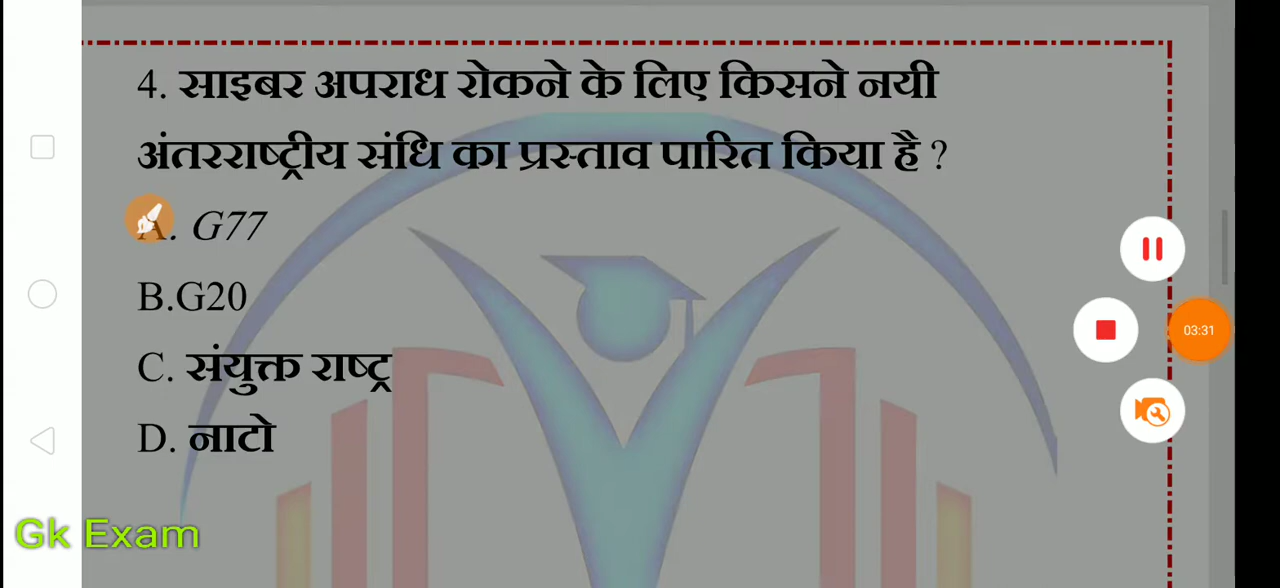 4. साइबर अपराध रोकने के लिए किसने नयी
अंतरराष्ट्रीय संधि का प्रस्ताव पारित किया है ?
A. G77
B.G20
C. संयुक्त राष्ट्र
D. नाटो
03:31
Gk Exam